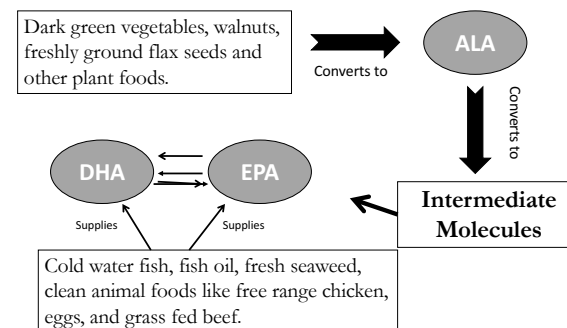 Dark green vegetables, walnuts,
freshly ground flax seeds and
other plant foods.
Converts to
ALA
Converts to
Intermediate
Molecules
DHA
EPA
Supplies
Supplies
Cold water fish, fish oil, fresh seaweed,
clean animal foods like free range chicken,
eggs, and grass fed beef.